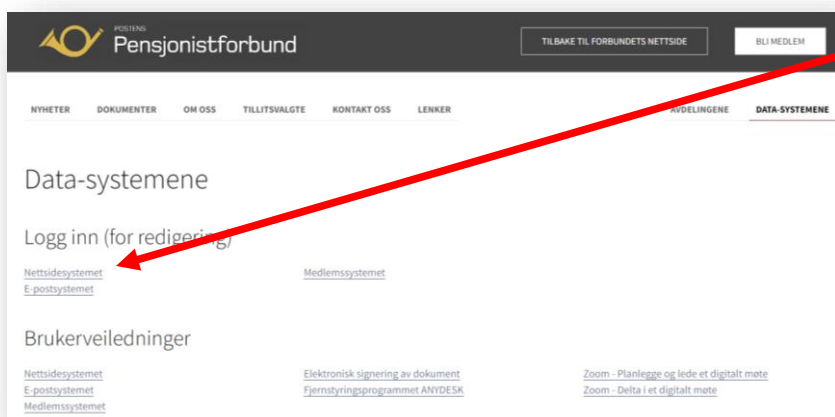 POSTENS
Pensjonistforbund
TILBAKE TIL FORBUNDETS NETTSIDE
BLI MEDLEM
NYHETER DOKUMENTER OM OSS TILLITSVALGTE KONTAKT OSS LENKER AVDELINGENE DATA-SYSTEMENE
Data-systemene
Logg inn (for redigering)
Nettsidesystemet Medlemssystemet
E-postsystemet
Brukerveiledninger
Nettsidesystemet Elektronisk signering av dokument Zoom - Planlegge og lede et digitalt møte
E-postsystemet Fjernstyringsprogrammet ANYDESK Zoom - Delta i et digitalt møte
Medlemssystemet